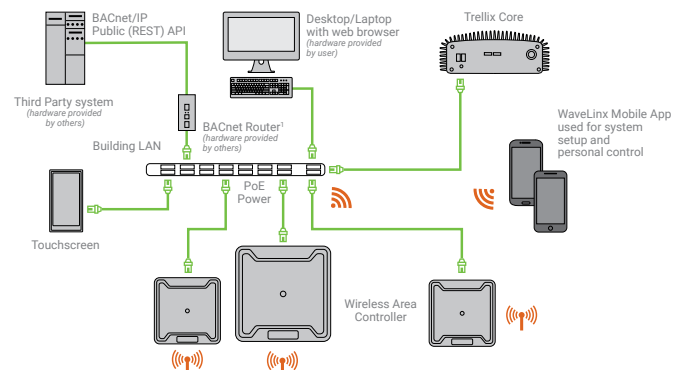 BACnet/IP
Public (REST) API
Desktop/Laptop
with web browser
(hardware provided
by user)
Trellix Core
Third Party system
(hardware provided
by others)
BACnet Router¹
(hardware provided
by others)
Building LAN
WaveLinx Mobile App
used for system
setup and
personal control
PoE
Power
Touchscreen
Wireless Area
Controller